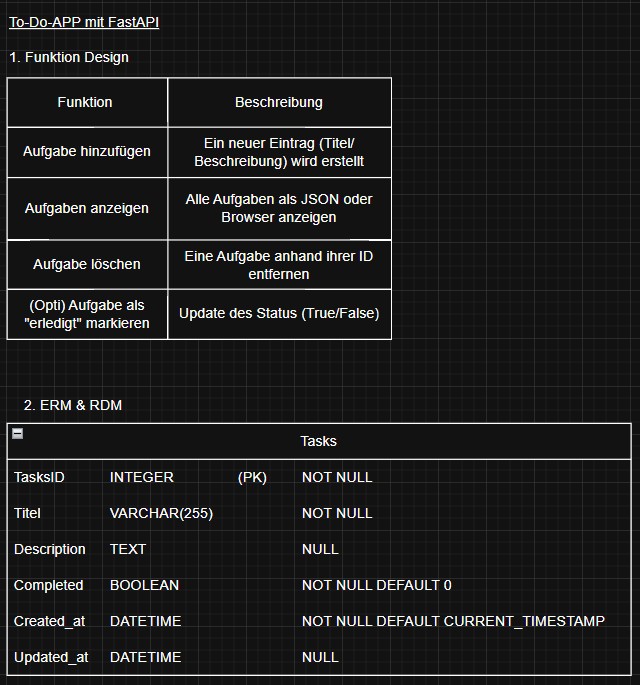 To-Do-APP mit FastAPI
1. Funktion Design
Funktion Beschreibung
Aufgabe hinzufügen
Ein neuer Eintrag (Titel/
Beschreibung) wird erstellt
Aufgaben anzeigen
Alle Aufgaben als JSON oder
Browser anzeigen
Aufgabe löschen
Eine Aufgabe anhand ihrer ID
entfernen
(Opti) Aufgabe als
"erledigt" markieren
Update des Status (True/False)
2. ERM & RDM
Tasks
TasksID INTEGER (PK) NOT NULL
Titel VARCHAR(255) NOT NULL
Description TEXT NULL
Completed BOOLEAN NOT NULL DEFAULT 0
Created_at DATETIME NOT NULL DEFAULT CURRENT_TIMESTAMP
Updated_at DATETIME NULL